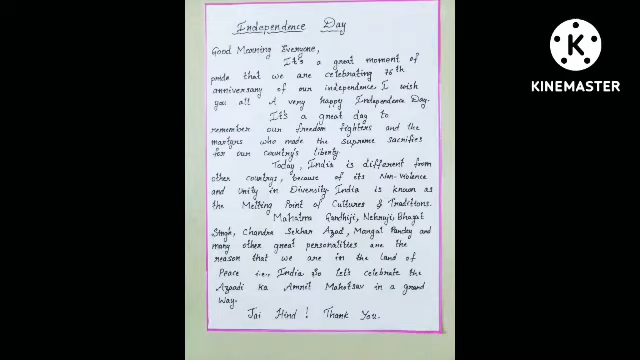 Independence Day
Good Morning Everyone,
It's a great moment of
pride that we are celebrating 76th
anniversary of our independence. I wish
you all A very happy Independence Day.
It's a great day to
remember our freedom fighters and the
martyrs who made the supreme sacrifies
for our country's liberty.
Today, India is different from
other countrys, because of its Non-Violence
and Unity in Diversity. India is known as
the Melting Point of Cultures & Traditions.
Mahatma Gandhiji, Nehruji, Bhagat
Singh, Chandra Sekhar Azad, Mangat Pandey and
many other great personalities are the
reason that we are in the land of
Peace i.e., India. So let's celebrate the
Azaadi ka Amrit Mahotsav in a grand
way.
Jai Hind! Thank You.
KINEMASTER